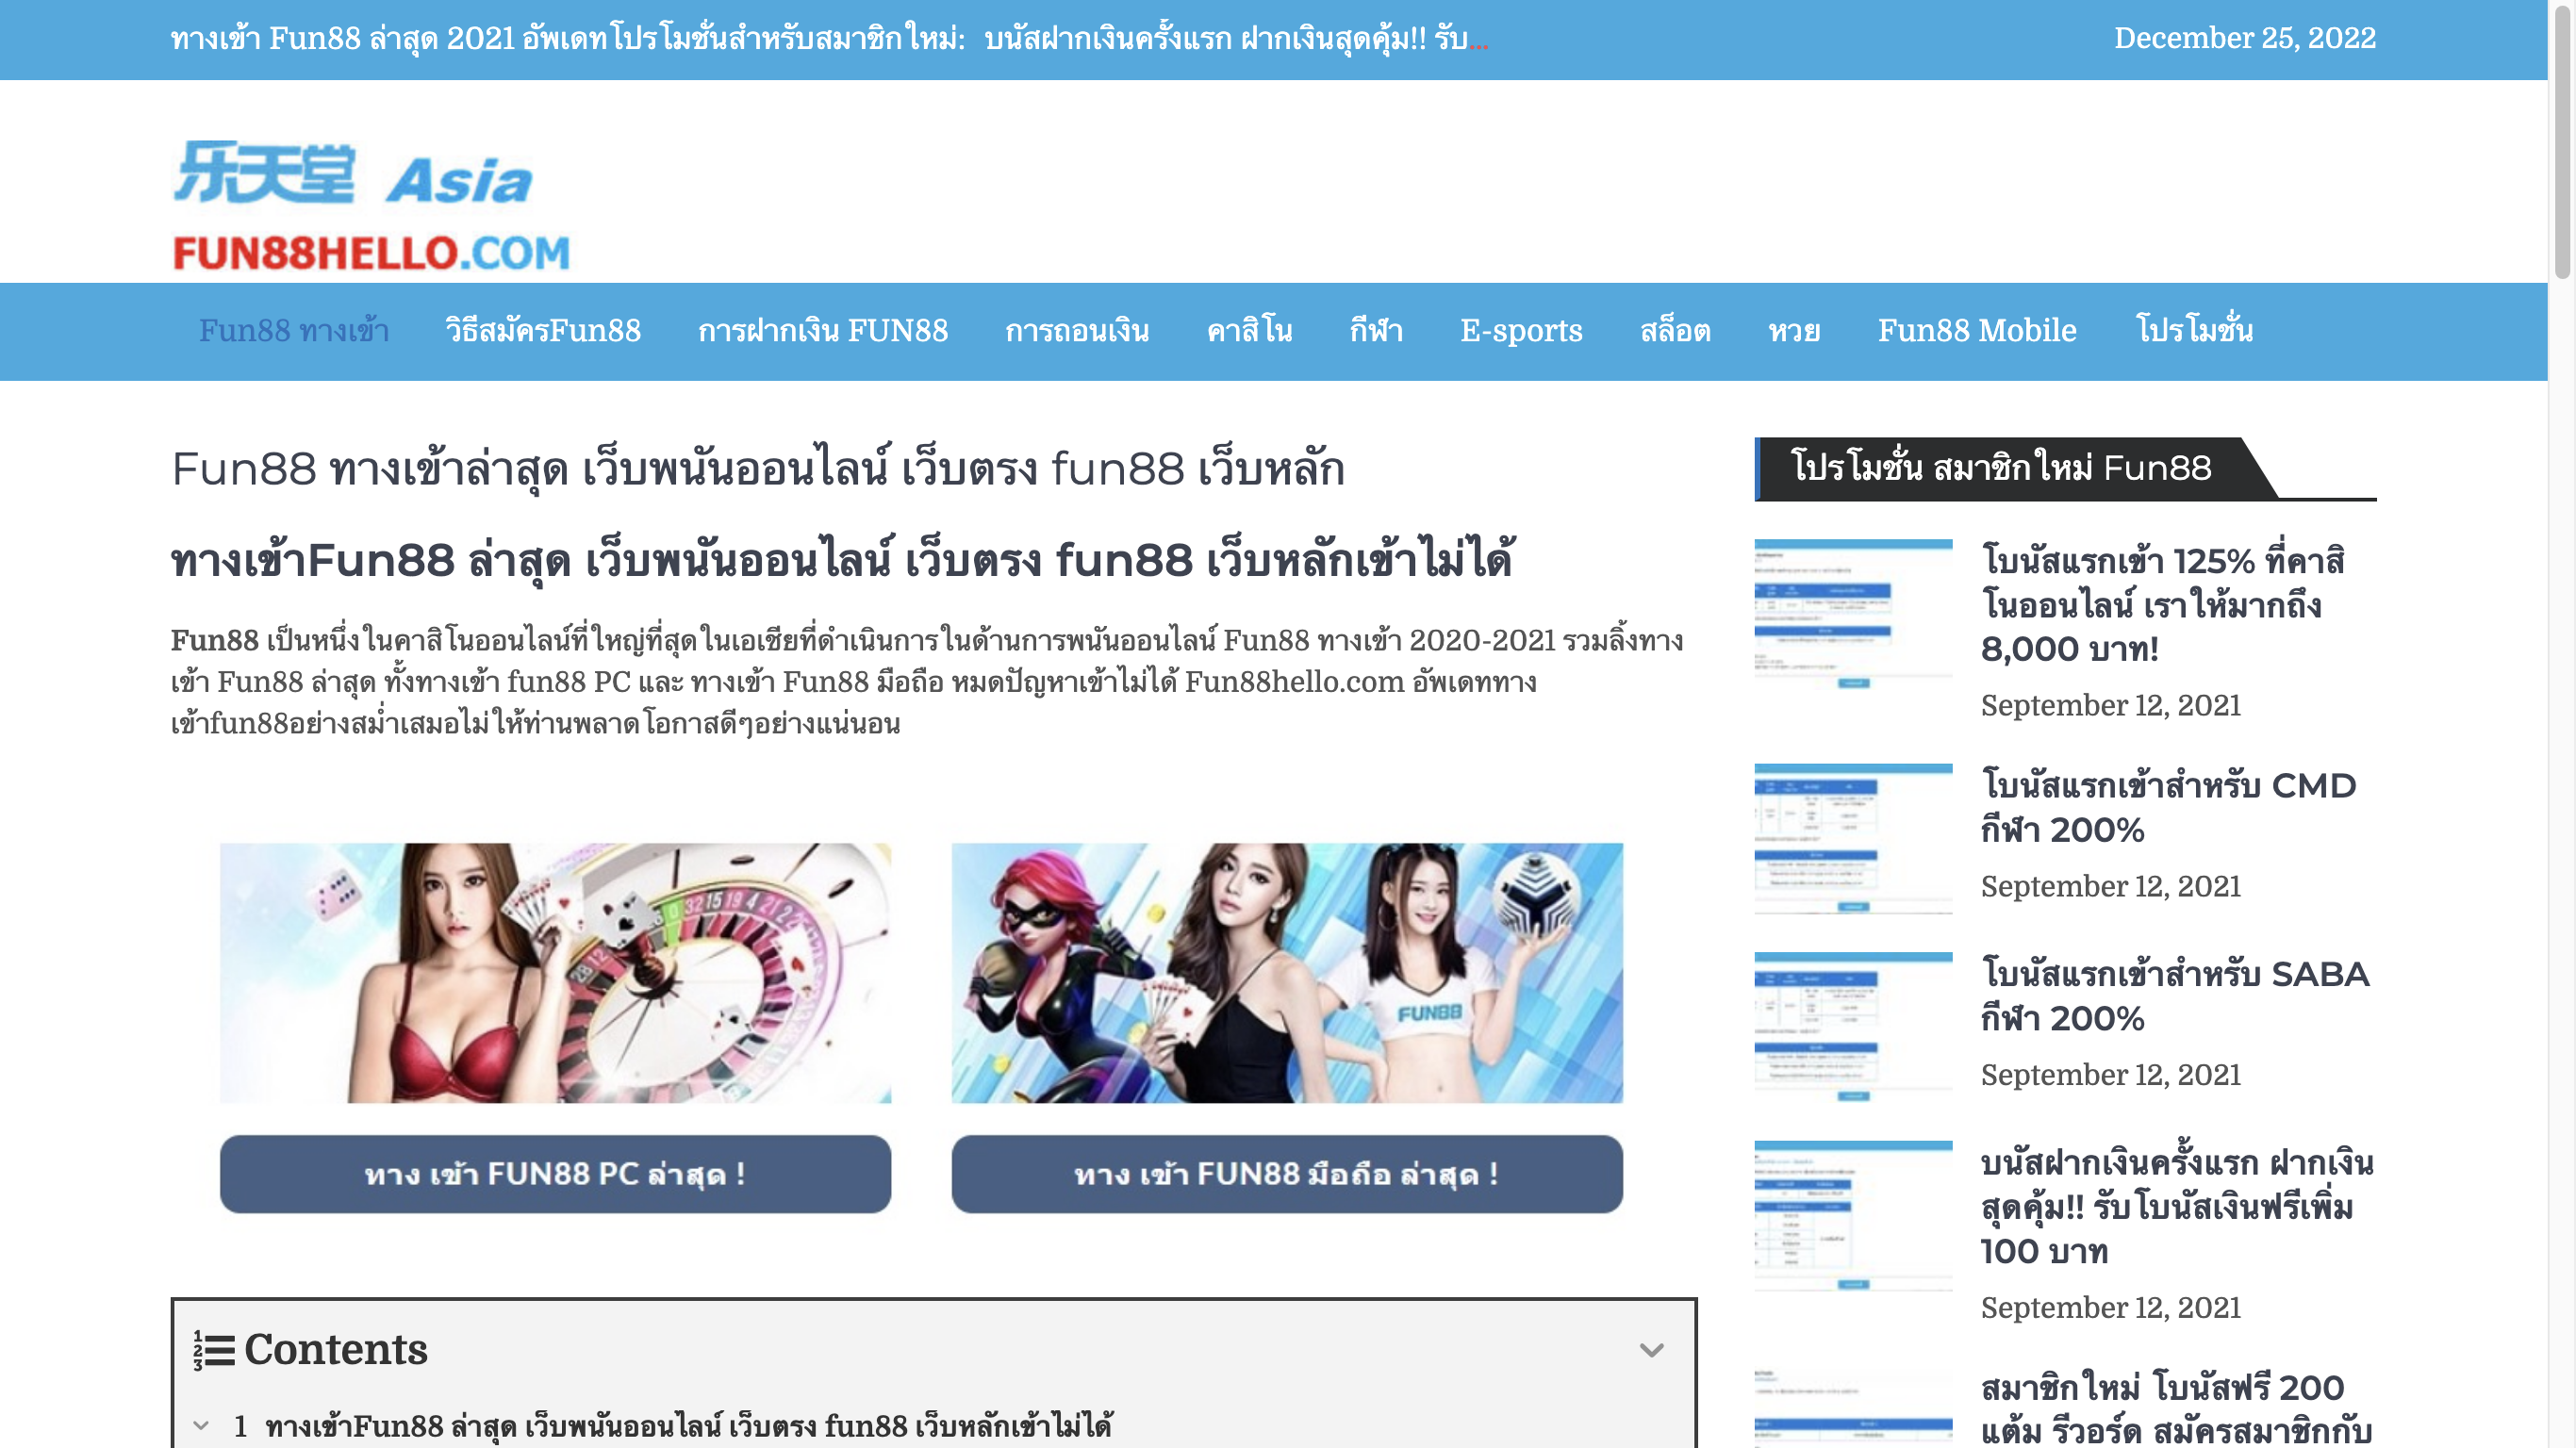 ทางเข้า Fun88 ล่าสุด 2021 อัพเดทโปรโมชั่นสำหรับสมาชิกใหม่: บนัสฝากเงินครั้งแรก ฝากเงินสุดคุ้ม!! รับ...
December 25, 2022
乐天堂 Asia
FUN88HELLO.COM
Fun88 ทางเข้า วิธีสมัครFun88 การฝากเงิน FUN88 การถอนเงิน คาสิโน กีฬา E-sports สล็อต หวย Fun88 Mobile โปรโมชั่น
Fun88 ทางเข้าล่าสุด เว็บพนันออนไลน์ เว็บตรง fun88 เว็บหลัก
ทางเข้าFun88 ล่าสุด เว็บพนันออนไลน์ เว็บตรง fun88 เว็บหลักเข้าไม่ได้
Fun88 เป็นหนึ่งในคาสิโนออนไลน์ที่ใหญ่ที่สุดในเอเชียที่ดำเนินการในด้านการพนันออนไลน์ Fun88 ทางเข้า 2020-2021 รวมลิ้งทาง
เข้า Fun88 ล่าสุด ทั้งทางเข้า fun88 PC และ ทางเข้า Fun88 มือถือ หมดปัญหาเข้าไม่ได้ Fun88hello.com อัพเดททาง
เข้าfun88อย่างสม่ำเสมอไม่ให้ท่านพลาดโอกาสดีๆอย่างแน่นอน
32 15 19 4 21 2
28 12
FUN88
ทาง เข้า FUN88 PC ล่าสุด !
ทาง เข้า FUN88 มือถือ ล่าสุด !
Contents
1 ทางเข้าFun88 ล่าสุด เว็บพนันออนไลน์ เว็บตรง fun88 เว็บหลักเข้าไม่ได้
โปรโมชั่น สมาชิกใหม่ Fun88
โบนัสแรกเข้า 125% ที่คาสิ
โนออนไลน์ เราให้มากถึง
8,000 บาท!
September 12, 2021
โบนัสแรกเข้าสำหรับ CMD
กีฬา 200%
September 12, 2021
โบนัสแรกเข้าสำหรับ SABA
กีฬา 200%
September 12, 2021
บนัสฝากเงินครั้งแรก ฝากเงิน
สุดคุ้ม!! รับโบนัสเงินฟรีเพิ่ม
100 บาท
September 12, 2021
สมาชิกใหม่ โบนัสฟรี 200
แต้ม รีวอร์ด สมัครสมาชิกกับ